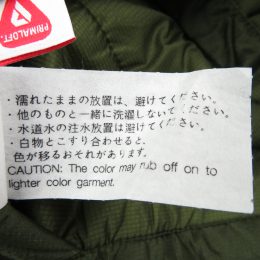 PRIMALOFT.
・濡れたままの放置は、避けてください。
・他のものと一緒に洗濯しないでください。
・水道水の注水放置は避けてください。
・白物とこすり合わせると、
色が移るおそれがあります。
CAUTION: The color may rub off on to
lighter color garment.